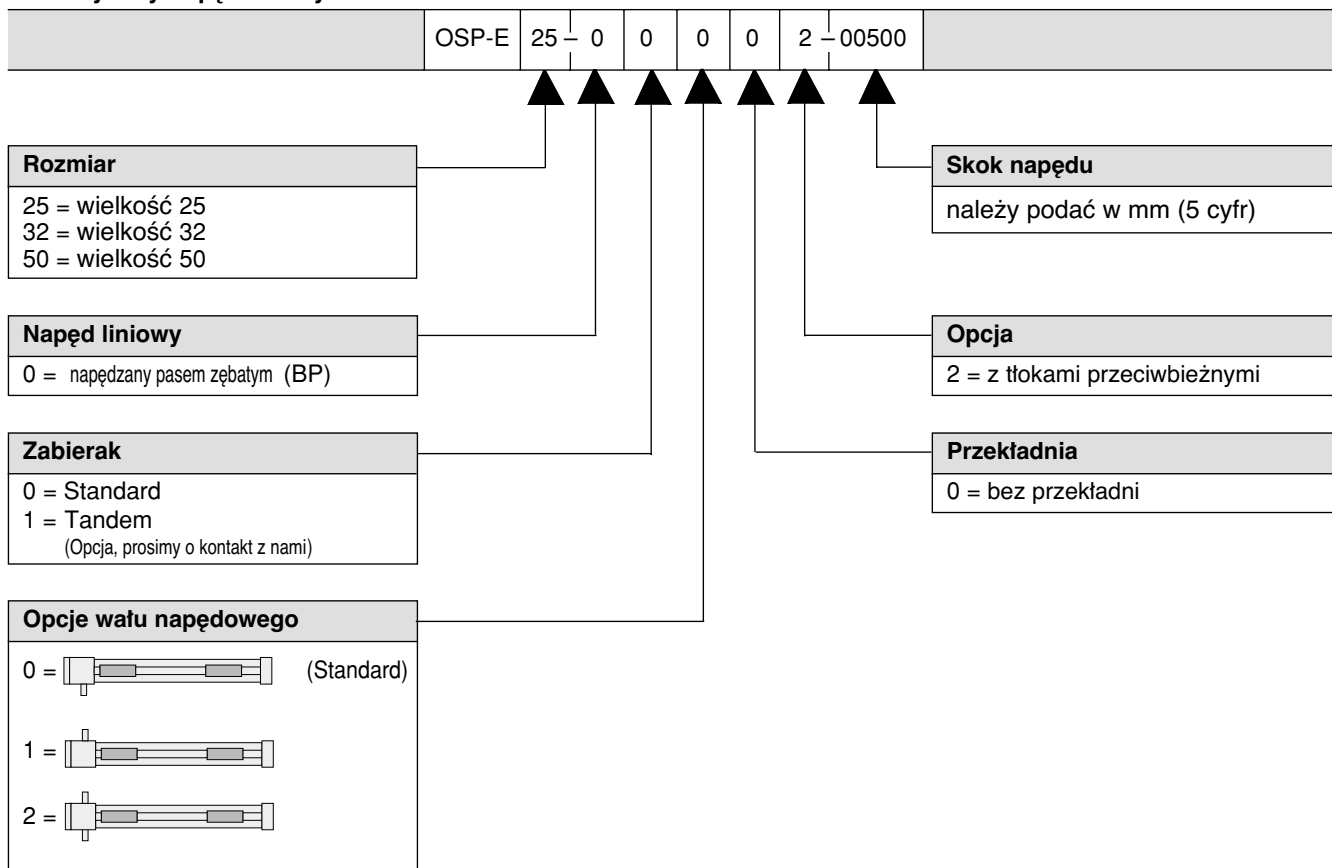 OSP-E 25 – 0 0 0 0 2 – 00500
Rozmiar
25 = wielkość 25
32 = wielkość 32
50 = wielkość 50
Skok napędu
należy podać w mm (5 cyfr)
Napęd liniowy
0 = napędzany pasem zębatym (BP)
Opcja
2 = z tłokami przeciwbieżnymi
Zabierak
0 = Standard
1 = Tandem
(Opcja, prosimy o kontakt z nami)
Przekładnia
0 = bez przekładni
Opcje wału napędowego
0 = (Standard)
1 =
2 =